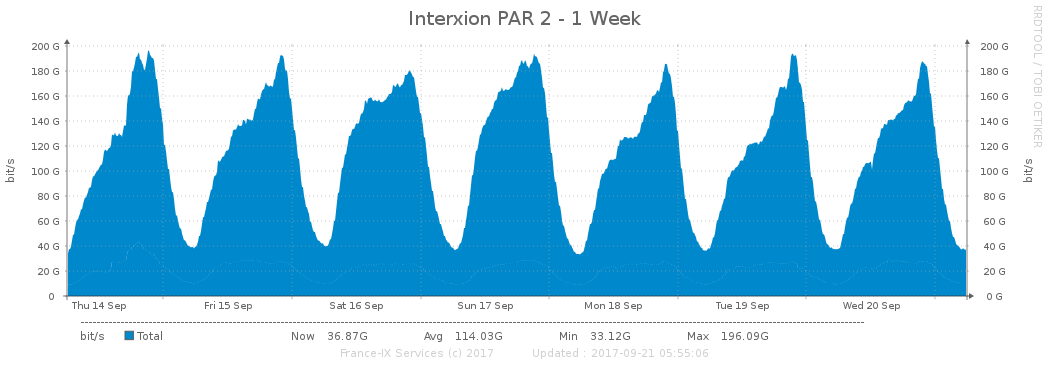 Interxion PAR 2 - 1 Week
RRDTOOL / TOBI OETIKER
bit/s
200 G 200 G
180 G 180 G
160 G 160 G
140 G 140 G
120 G 120 G
100 G 100 G
80 G 80 G
60 G 60 G
40 G 40 G
20 G 20 G
0 0 G
bit/s
Thu 14 Sep Fri 15 Sep Sat 16 Sep Sun 17 Sep Mon 18 Sep Tue 19 Sep Wed 20 Sep
bit/s Total Now 36.87G Avg 114.03G Min 33.12G Max 196.09G
France-IX Services (c) 2017 Updated : 2017-09-21 05:55:06